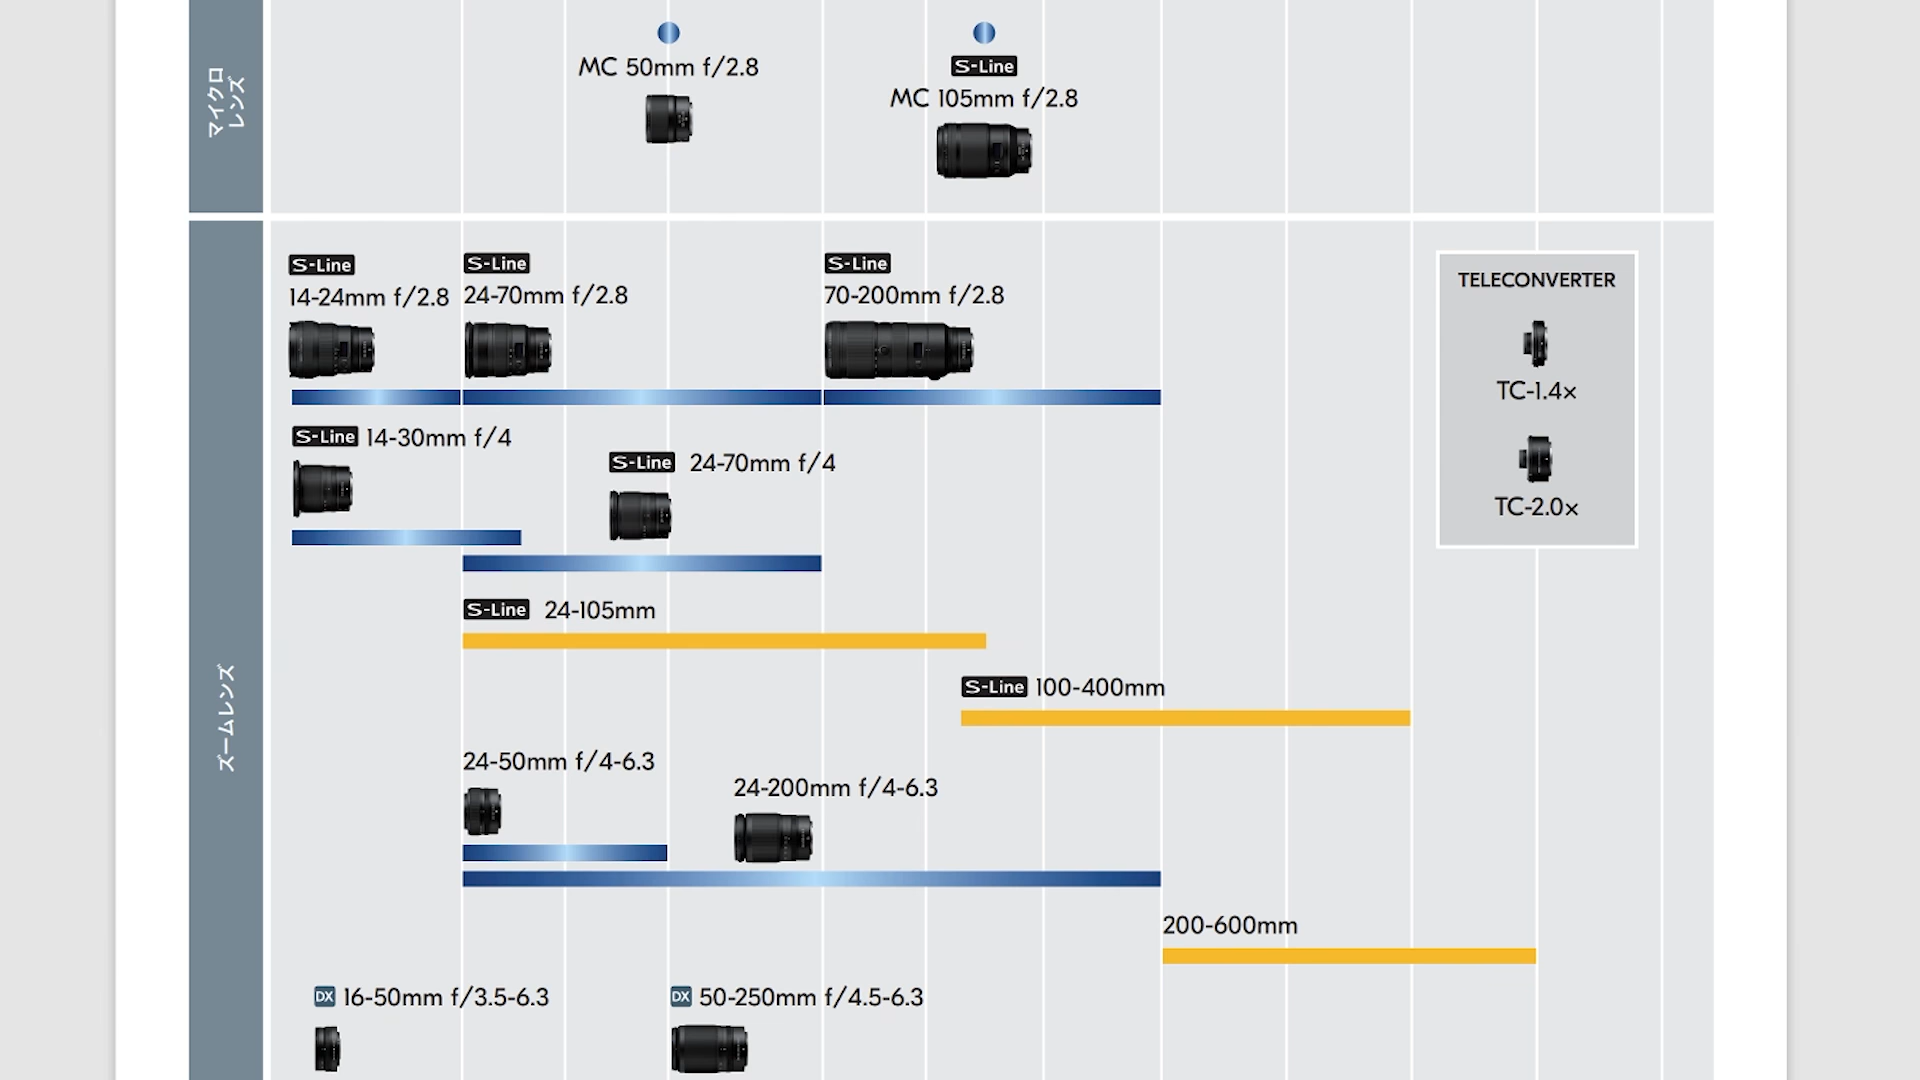 マイクロ
レンズ
MC 50mm f/2.8
S-Line
MC 105mm f/2.8
ズームレンズ
S-Line
14-24mm f/2.8
S-Line
24-70mm f/2.8
S-Line
70-200mm f/2.8
TELECONVERTER
TC-1.4×
TC-2.0×
S-Line 14-30mm f/4
S-Line 24-70mm f/4
S-Line 24-105mm
S-Line 100-400mm
24-50mm f/4-6.3
24-200mm f/4-6.3
200-600mm
DX 16-50mm f/3.5-6.3
DX 50-250mm f/4.5-6.3